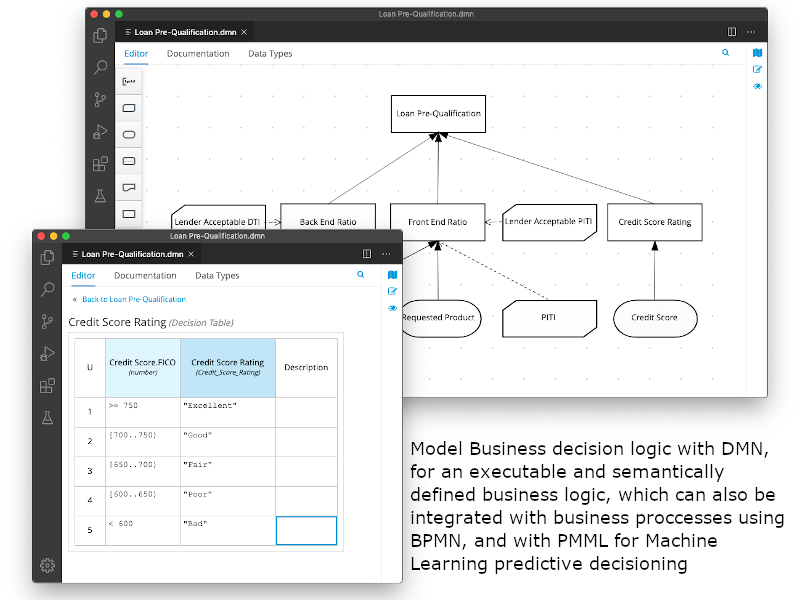 Loan Pre-Qualification.dmn
Loan Pre-Qualification.dmn
Editor Documentation Data Types
Loan Pre-Qualification
Lender Acceptable DTI Back End Ratio Front End Ratio Lender Acceptable PITI Credit Score Rating
Requested Product PITI Credit Score
Loan Pre-Qualification.dmn
Loan Pre-Qualification.dmn
Editor Documentation Data Types
« Back to Loan Pre-Qualification
Credit Score Rating (Decision Table)
U Credit Score.FICO Credit Score Rating Description
(number) (Credit_Score_Rating)
1 >= 750 "Excellent"
2 [700..750) "Good"
3 [650..700) "Fair"
4 [600..650) "Poor"
5 < 600 "Bad"
Model Business decision logic with DMN,
for an executable and semantically
defined business logic, which can also be
integrated with business proccesses using
BPMN, and with PMML for Machine
Learning predictive decisioning